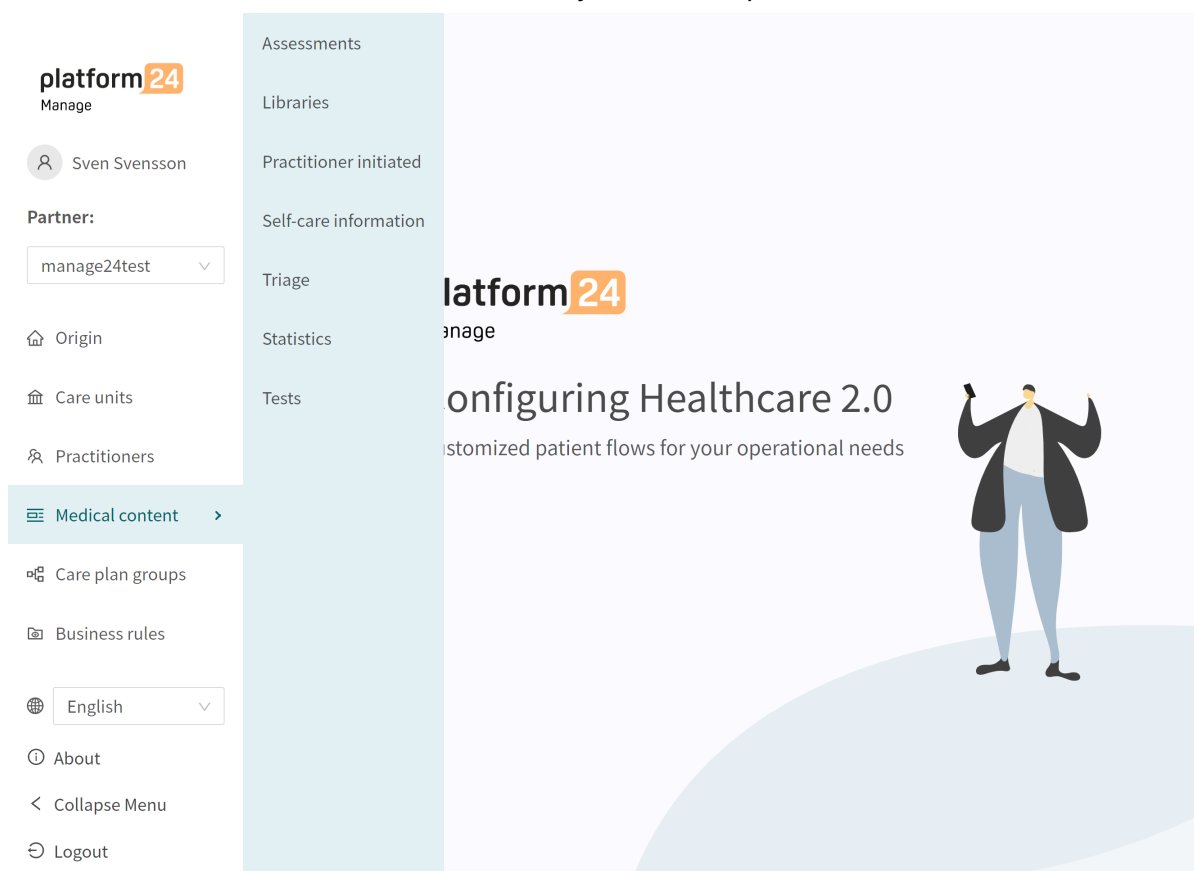 platform24
Manage
Sven Svensson
Partner:
manage24test
Origin
Care units
Practitioners
Medical content
Care plan groups
Business rules
English
About
Collapse Menu
Logout
Assessments
Libraries
Practitioner initiated
Self-care information
Triage
Statistics
Tests
latform24
anage
onfiguring Healthcare 2.0
stomized patient flows for your operational needs